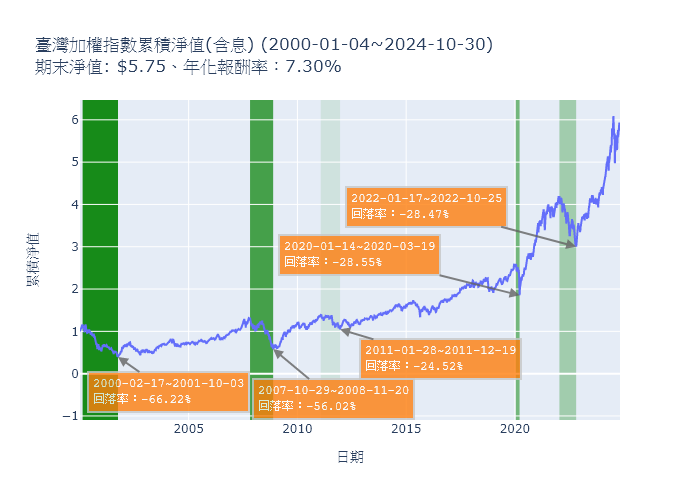 臺灣加權指數累積淨值(含息) (2000-01-04~2024-10-30)
期末淨值: $5.75、年化報酬率：7.30%
累積淨值
6
5
4
3
2
1
0
−1
2022-01-17~2022-10-25
回落率：-28.47%
2020-01-14~2020-03-19
回落率：-28.55%
2011-01-28~2011-12-19
回落率：-24.52%
2000-02-17~2001-10-03
回落率：-66.22%
2007-10-29~2008-11-20
回落率：-56.02%
2005
2010
2015
2020
日期